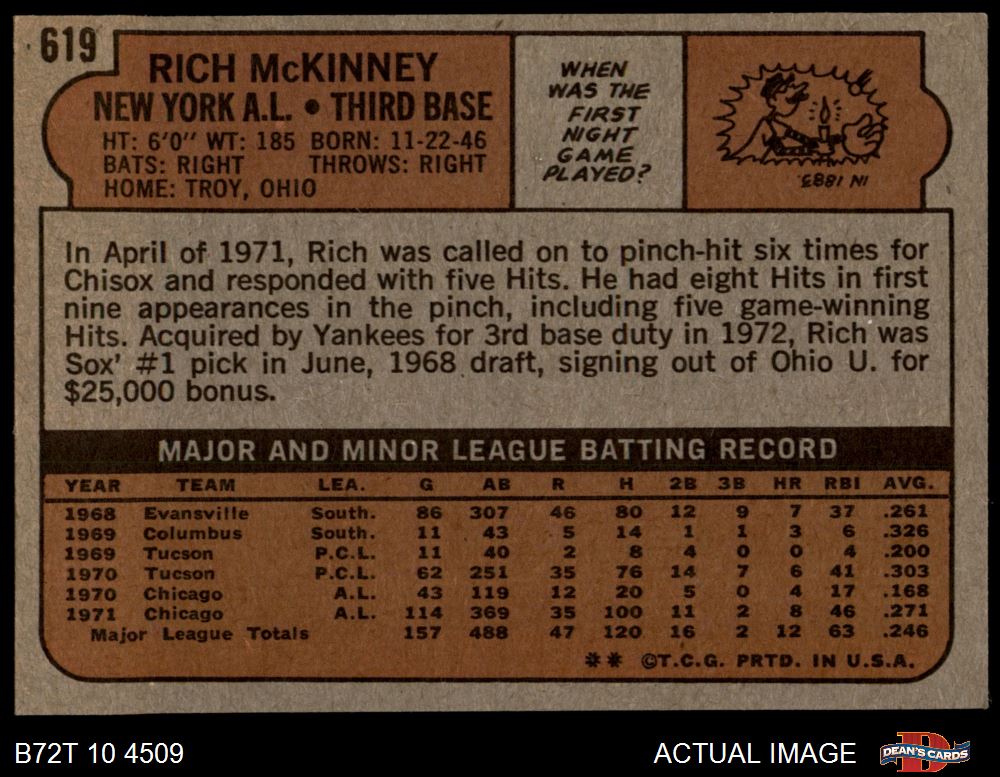 619
RICH McKINNEY
NEW YORK A.L. • THIRD BASE
HT: 6'0" WT: 185 BORN: 11-22-46
BATS: RIGHT THROWS: RIGHT
HOME: TROY, OHIO
WHEN
WAS THE
FIRST
NIGHT
GAME
PLAYED?
IN 1883.
In April of 1971, Rich was called on to pinch-hit six times for
Chisox and responded with five Hits. He had eight Hits in first
nine appearances in the pinch, including five game-winning
Hits. Acquired by Yankees for 3rd base duty in 1972, Rich was
Sox' #1 pick in June, 1968 draft, signing out of Ohio U. for
$25,000 bonus.
MAJOR AND MINOR LEAGUE BATTING RECORD
YEAR TEAM LEA. G AB R H 2B 3B HR RBI AVG.
1968 Evansville South. 86 307 46 80 12 9 7 37 .261
1969 Columbus South. 11 43 5 14 1 1 3 6 .326
1969 Tucson P.C.L. 11 40 2 8 4 0 0 4 .200
1970 Tucson P.C.L. 62 251 35 76 14 7 6 41 .303
1970 Chicago A.L. 43 119 12 20 5 0 4 17 .168
1971 Chicago A.L. 114 369 35 100 11 2 8 46 .271
Major League Totals 157 488 47 120 16 2 12 63 .246
** ©T.C.G. PRTD. IN U.S.A.
B72T 10 4509
ACTUAL IMAGE
DEAN'S CARDS